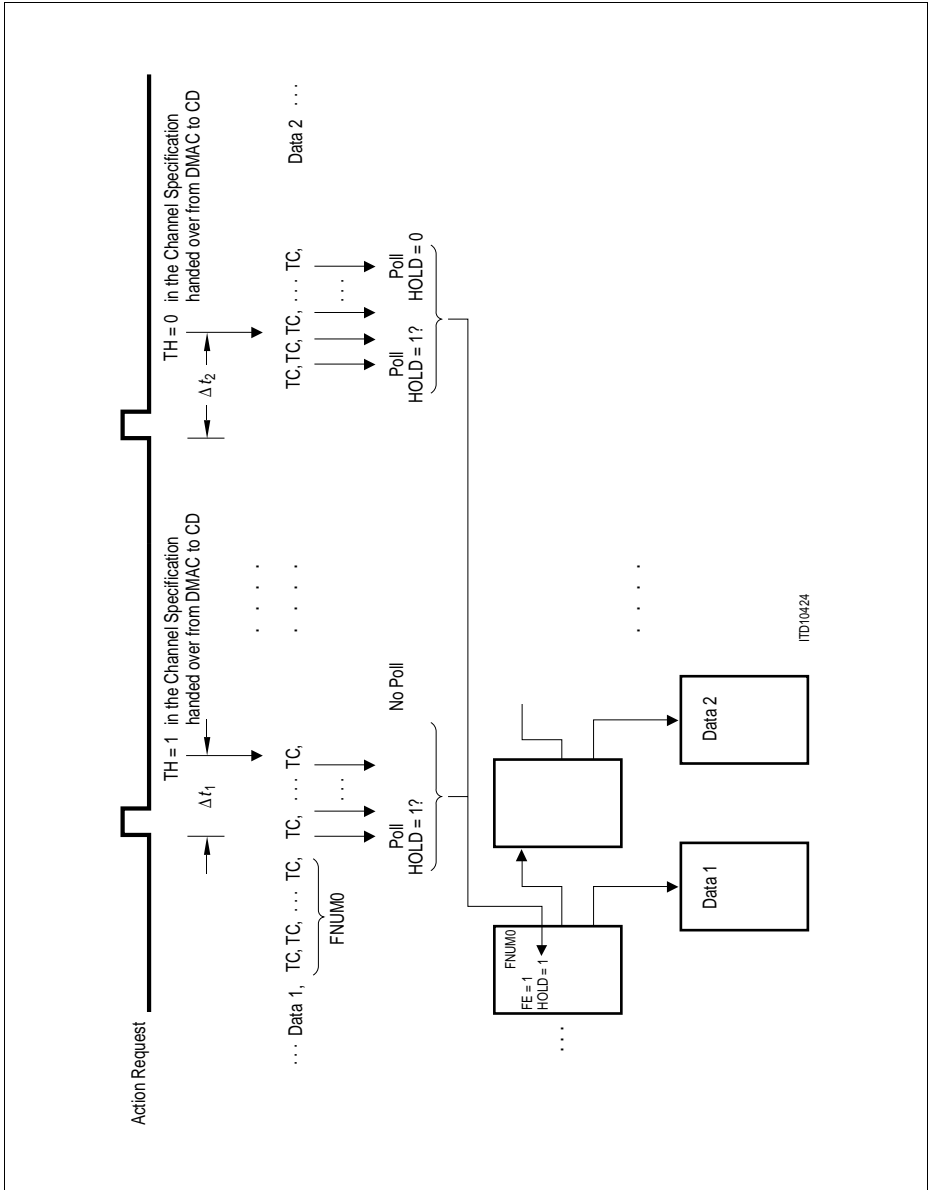 Action Request
TH = 1 in the Channel Specification
handed over from DMAC to CD
TH = 0 in the Channel Specification
handed over from DMAC to CD
Δt1
Δt2
. . . .
· · · Data 1, TC, TC, · · · TC,
TC, · · · TC,
. . . .
TC, TC, TC, · · · TC,
Data 2 · · ·
FNUM0
· · ·
· · ·
Poll
HOLD = 1?
No Poll
Poll
HOLD = 1?
Poll
HOLD = 0
FNUM0
FE = 1
HOLD = 1
· · ·
. . . .
Data 1
Data 2
ITD10424